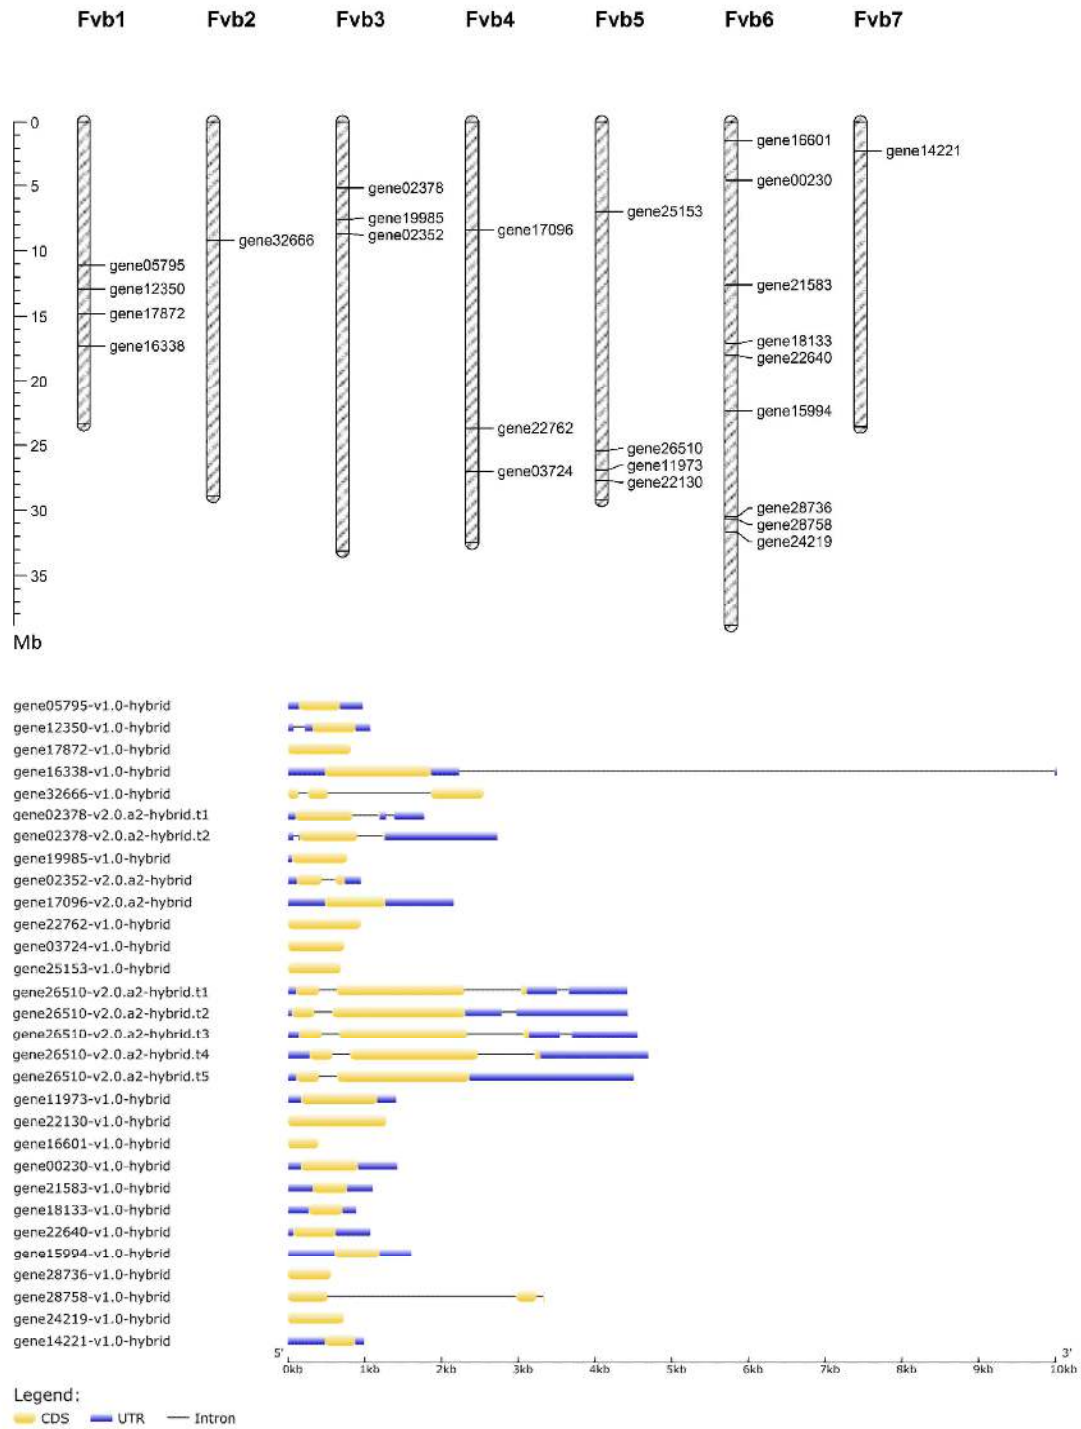 Fvb1 Fvb2 Fvb3 Fvb4 Fvb5 Fvb6 Fvb7
0
5
10
15
20
25
30
35
Mb
gene05795
gene12350
gene17872
gene16338
gene32666
gene02378
gene19985
gene02352
gene17096
gene22762
gene03724
gene25153
gene26510
gene11973
gene22130
gene16601
gene00230
gene21583
gene18133
gene22640
gene15994
gene28736
gene28758
gene24219
gene14221
gene05795-v1.0-hybrid
gene12350-v1.0-hybrid
gene17872-v1.0-hybrid
gene16338-v1.0-hybrid
gene32666-v1.0-hybrid
gene02378-v2.0.a2-hybrid.t1
gene02378-v2.0.a2-hybrid.t2
gene19985-v1.0-hybrid
gene02352-v2.0.a2-hybrid
gene17096-v2.0.a2-hybrid
gene22762-v1.0-hybrid
gene03724-v1.0-hybrid
gene25153-v1.0-hybrid
gene26510-v2.0.a2-hybrid.t1
gene26510-v2.0.a2-hybrid.t2
gene26510-v2.0.a2-hybrid.t3
gene26510-v2.0.a2-hybrid.t4
gene26510-v2.0.a2-hybrid.t5
gene11973-v1.0-hybrid
gene22130-v1.0-hybrid
gene16601-v1.0-hybrid
gene00230-v1.0-hybrid
gene21583-v1.0-hybrid
gene18133-v1.0-hybrid
gene22640-v1.0-hybrid
gene15994-v1.0-hybrid
gene28736-v1.0-hybrid
gene28758-v1.0-hybrid
gene24219-v1.0-hybrid
gene14221-v1.0-hybrid
5' 3'
0kb 1kb 2kb 3kb 4kb 5kb 6kb 7kb 8kb 9kb 10kb
Legend:
CDS UTR Intron